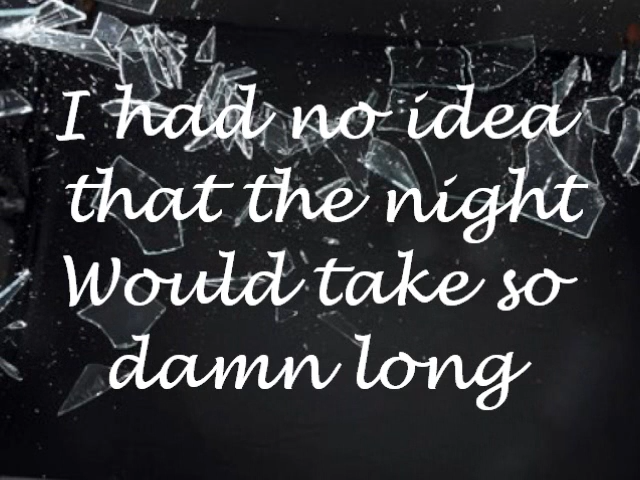 I had no idea
that the night
Would take so
damn long